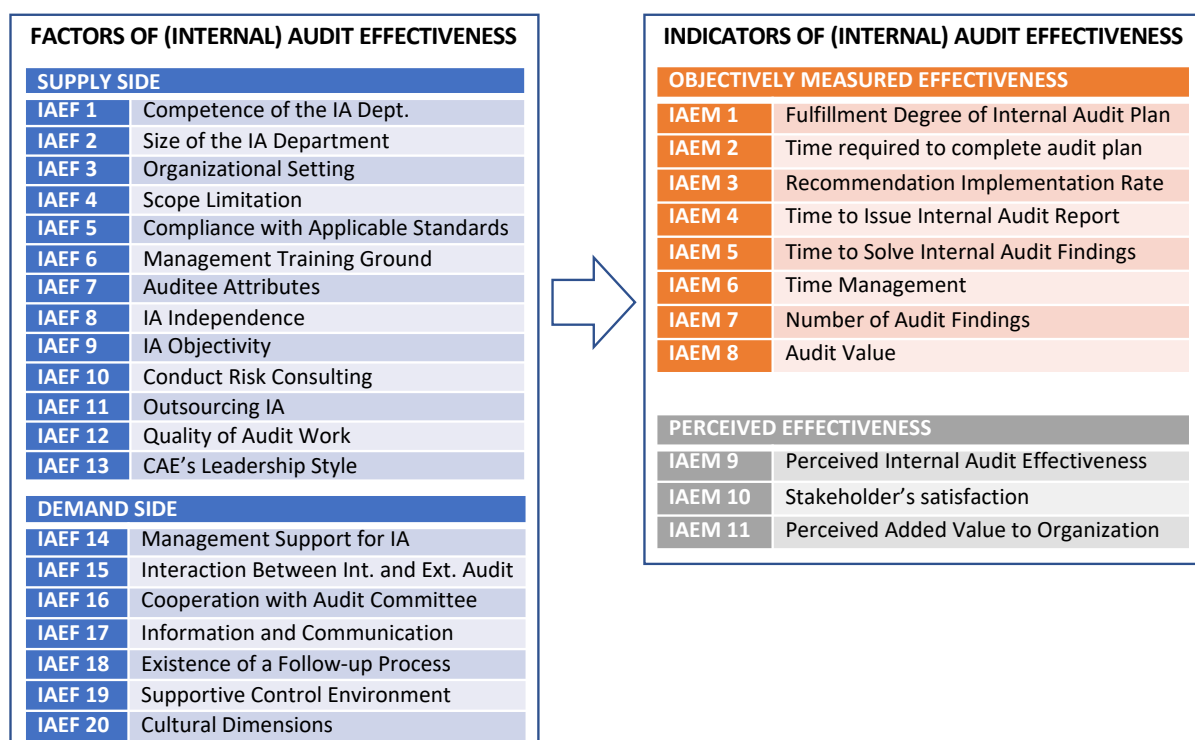 FACTORS OF (INTERNAL) AUDIT EFFECTIVENESS
SUPPLY SIDE
IAEF 1 Competence of the IA Dept.
IAEF 2 Size of the IA Department
IAEF 3 Organizational Setting
IAEF 4 Scope Limitation
IAEF 5 Compliance with Applicable Standards
IAEF 6 Management Training Ground
IAEF 7 Auditee Attributes
IAEF 8 IA Independence
IAEF 9 IA Objectivity
IAEF 10 Conduct Risk Consulting
IAEF 11 Outsourcing IA
IAEF 12 Quality of Audit Work
IAEF 13 CAE’s Leadership Style
DEMAND SIDE
IAEF 14 Management Support for IA
IAEF 15 Interaction Between Int. and Ext. Audit
IAEF 16 Cooperation with Audit Committee
IAEF 17 Information and Communication
IAEF 18 Existence of a Follow-up Process
IAEF 19 Supportive Control Environment
IAEF 20 Cultural Dimensions
INDICATORS OF (INTERNAL) AUDIT EFFECTIVENESS
OBJECTIVELY MEASURED EFFECTIVENESS
IAEM 1 Fulfillment Degree of Internal Audit Plan
IAEM 2 Time required to complete audit plan
IAEM 3 Recommendation Implementation Rate
IAEM 4 Time to Issue Internal Audit Report
IAEM 5 Time to Solve Internal Audit Findings
IAEM 6 Time Management
IAEM 7 Number of Audit Findings
IAEM 8 Audit Value
PERCEIVED EFFECTIVENESS
IAEM 9 Perceived Internal Audit Effectiveness
IAEM 10 Stakeholder’s satisfaction
IAEM 11 Perceived Added Value to Organization